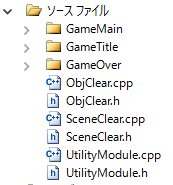 ソース ファイル
GameMain
GameTitle
GameOver
ObjClear.cpp
ObjClear.h
SceneClear.cpp
SceneClear.h
UtilityModule.cpp
UtilityModule.h